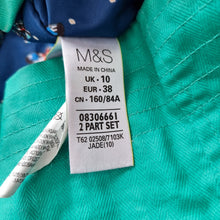 M&S
MADE IN CHINA
UK - 10
EUR - 38
CN - 160/84A
08306661
2 PART SET
T62 02508/7103K
JADE(10)